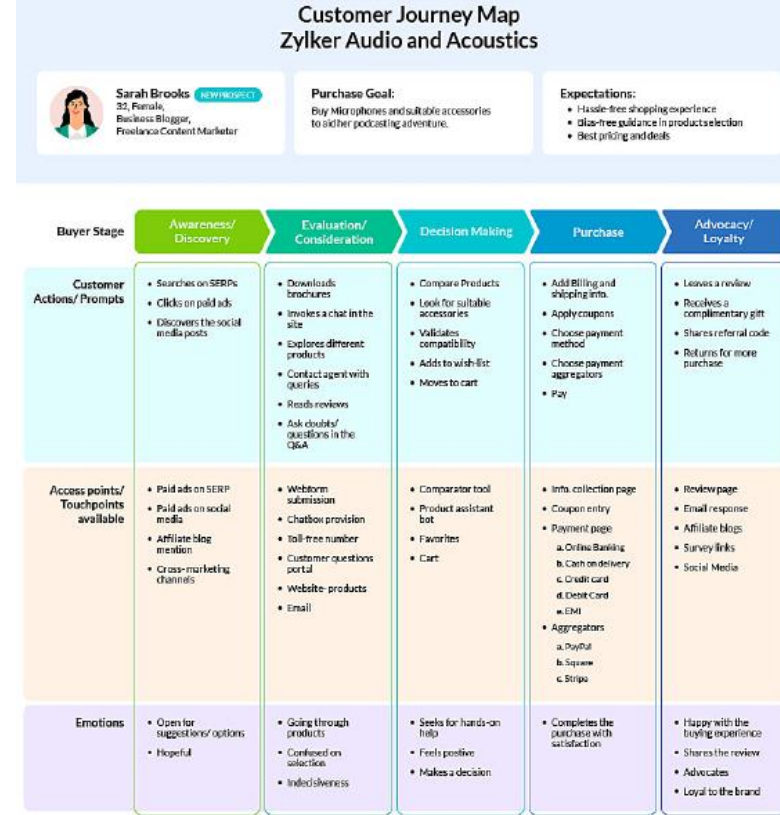 Customer Journey Map
Zylker Audio and Acoustics
Sarah Brooks NEW PROSPECT
32, Female,
Business Blogger,
Freelance Content Marketer
Purchase Goal:
Buy Microphones and suitable accessories
to aid her podcasting adventure.
Expectations:
• Hassle-free shopping experience
• Bias-free guidance in product selection
• Best pricing and deals
Buyer Stage
Awareness/
Discovery
Evaluation/
Consideration
Decision Making
Purchase
Advocacy/
Loyalty
Customer
Actions/ Prompts
• Searches on SERPs
• Clicks on paid ads
• Discovers the social
media posts
• Downloads
brochures
• Invokes a chat in the
site
• Explores different
products
• Contact agent with
queries
• Reads reviews
• Ask doubts/
questions in the
Q&A
• Compare Products
• Look for suitable
accessories
• Validates
compatibility
• Adds to wish-list
• Moves to cart
• Add Billing and
shipping info.
• Apply coupons
• Choose payment
method
• Choose payment
aggregators
• Pay
• Leaves a review
• Receives a
complimentary gift
• Shares referral code
• Returns for more
purchase
Access points/
Touchpoints
available
• Paid ads on SERP
• Paid ads on social
media
• Affiliate blog
mention
• Cross-marketing
channels
• Webform
submission
• Chatbox provision
• Toll-free number
• Customer questions
portal
• Website- products
• Email
• Comparator tool
• Product assistant
bot
• Favorites
• Cart
• Info. collection page
• Coupon entry
• Payment page
a. Online Banking
b. Cash on delivery
c. Credit card
d. Debit Card
e. EMI
• Aggregators
a. PayPal
b. Square
c. Stripe
• Review page
• Email response
• Affiliate blogs
• Survey links
• Social Media
Emotions
• Open for
suggestions/ options
• Hopeful
• Going through
products
• Confused on
selection
• Indecisiveness
• Seeks for hands-on
help
• Feels postive
• Makes a decision
• Completes the
purchase with
satisfaction
• Happy with the
buying experience
• Shares the review
• Advocates
• Loyal to the brand